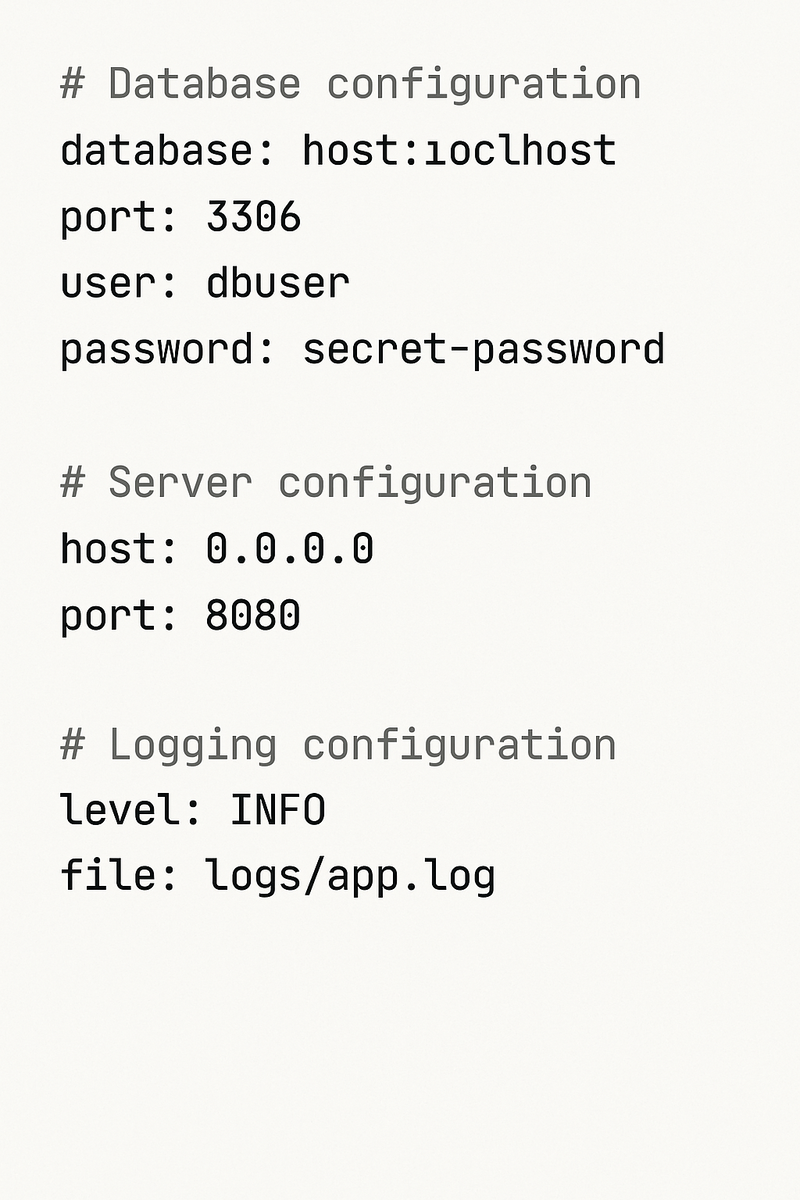 # Database configuration
database: host:ıoclhost
port: 3306
user: dbuser
password: secret-password
# Server configuration
host: 0.0.0.0
port: 8080
# Logging configuration
level: INFO
file: logs/app.log